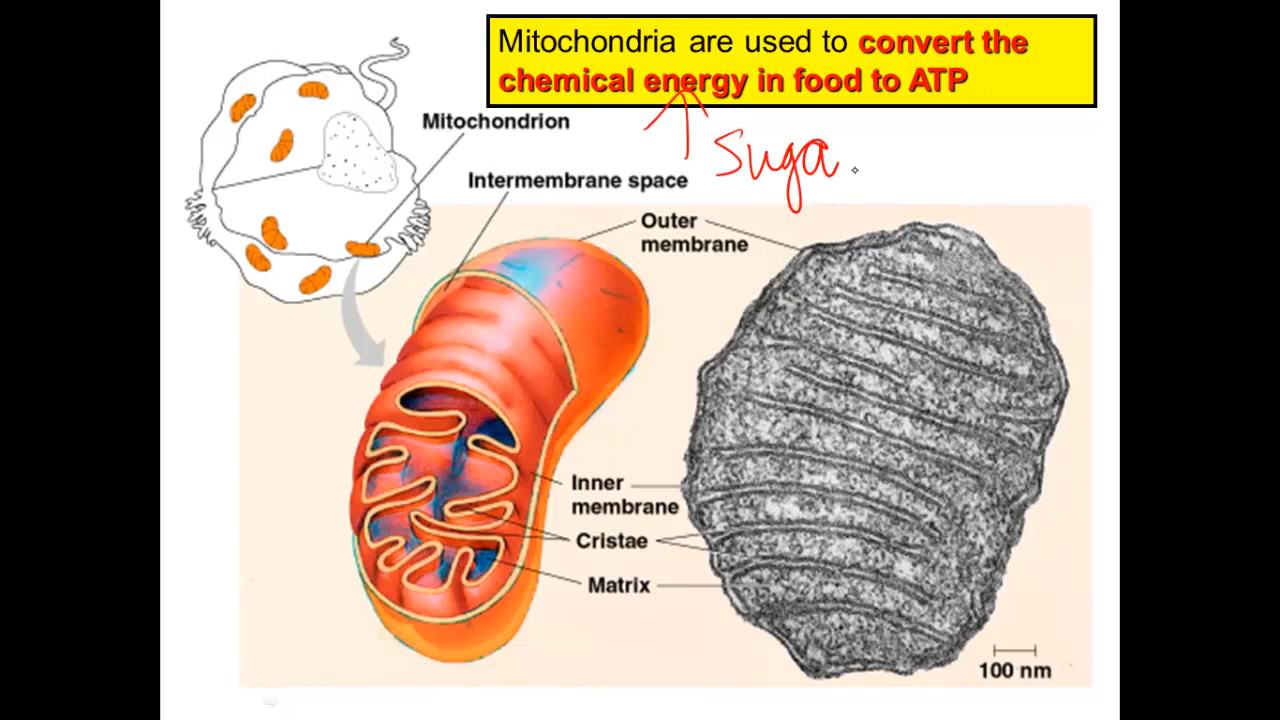 Mitochondria are used to convert the
chemical energy in food to ATP
Mitochondrion
suga
Intermembrane space
Outer
membrane
Inner
membrane
Cristae
Matrix
100 nm